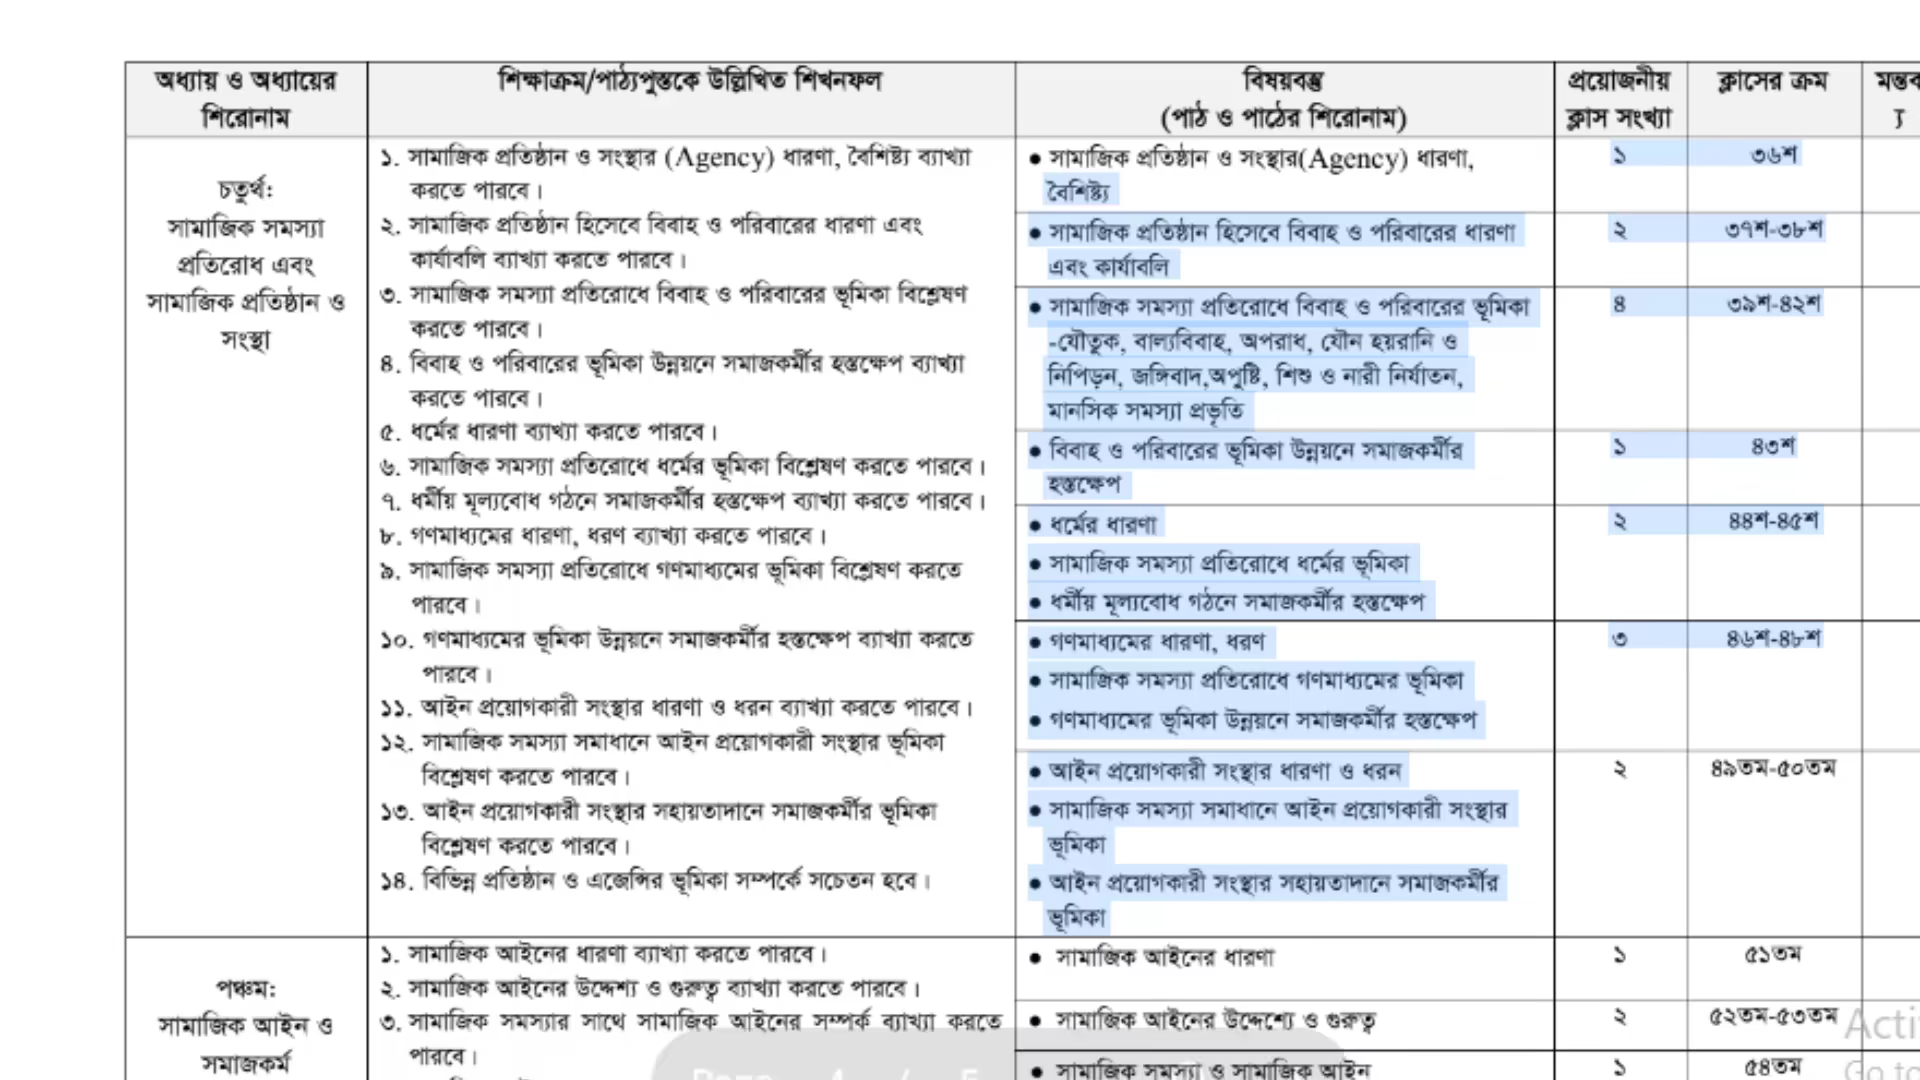 অধ্যায় ও অধ্যায়ের
শিরোনাম
শিক্ষাক্রম/পাঠ্যপুস্তকে উল্লিখিত শিখনফল
বিষয়বস্তু
(পাঠ ও পাঠের শিরোনাম)
প্রয়োজনীয়
ক্লাস সংখ্যা
ক্লাসের ক্রম
মন্তব
্য
চতুর্থ:
সামাজিক সমস্যা
প্রতিরোধ এবং
সামাজিক প্রতিষ্ঠান ও
সংস্থা
১. সামাজিক প্রতিষ্ঠান ও সংস্থার (Agency) ধারণা, বৈশিষ্ট্য ব্যাখ্যা
করতে পারবে।
২. সামাজিক প্রতিষ্ঠান হিসেবে বিবাহ ও পরিবারের ধারণা এবং
কার্যাবলি ব্যাখ্যা করতে পারবে।
৩. সামাজিক সমস্যা প্রতিরোধে বিবাহ ও পরিবারের ভূমিকা বিশ্লেষণ
করতে পারবে।
৪. বিবাহ ও পরিবারের ভূমিকা উন্নয়নে সমাজকর্মীর হস্তক্ষেপ ব্যাখ্যা
করতে পারবে।
৫. ধর্মের ধারণা ব্যাখ্যা করতে পারবে।
৬. সামাজিক সমস্যা প্রতিরোধে ধর্মের ভূমিকা বিশ্লেষণ করতে পারবে।
৭. ধর্মীয় মূল্যবোধ গঠনে সমাজকর্মীর হস্তক্ষেপ ব্যাখ্যা করতে পারবে।
৮. গণমাধ্যমের ধারণা, ধরণ ব্যাখ্যা করতে পারবে।
৯. সামাজিক সমস্যা প্রতিরোধে গণমাধ্যমের ভূমিকা বিশ্লেষণ করতে
পারবে।
১০. গণমাধ্যমের ভূমিকা উন্নয়নে সমাজকর্মীর হস্তক্ষেপ ব্যাখ্যা করতে
পারবে।
১১. আইন প্রয়োগকারী সংস্থার ধারণা ও ধরন ব্যাখ্যা করতে পারবে।
১২. সামাজিক সমস্যা সমাধানে আইন প্রয়োগকারী সংস্থার ভূমিকা
বিশ্লেষণ করতে পারবে।
১৩. আইন প্রয়োগকারী সংস্থার সহায়তাদানে সমাজকর্মীর ভূমিকা
বিশ্লেষণ করতে পারবে।
১৪. বিভিন্ন প্রতিষ্ঠান ও এজেন্সির ভূমিকা সম্পর্কে সচেতন হবে।
● সামাজিক প্রতিষ্ঠান ও সংস্থার(Agency) ধারণা,
বৈশিষ্ট্য
১
৩৬শ
● সামাজিক প্রতিষ্ঠান হিসেবে বিবাহ ও পরিবারের ধারণা
এবং কার্যাবলি
২
৩৭শ-৩৮শ
● সামাজিক সমস্যা প্রতিরোধে বিবাহ ও পরিবারের ভূমিকা
-যৌতুক, বাল্যবিবাহ, অপরাধ, যৌন হয়রানি ও
নিপিড়ন, জঙ্গিবাদ,অপুষ্টি, শিশু ও নারী নির্যাতন,
মানসিক সমস্যা প্রভৃতি
৪
৩৯শ-৪২শ
● বিবাহ ও পরিবারের ভূমিকা উন্নয়নে সমাজকর্মীর
হস্তক্ষেপ
১
৪৩শ
● ধর্মের ধারণা
● সামাজিক সমস্যা প্রতিরোধে ধর্মের ভূমিকা
● ধর্মীয় মূল্যবোধ গঠনে সমাজকর্মীর হস্তক্ষেপ
২
৪৪শ-৪৫শ
● গণমাধ্যমের ধারণা, ধরণ
● সামাজিক সমস্যা প্রতিরোধে গণমাধ্যমের ভূমিকা
● গণমাধ্যমের ভূমিকা উন্নয়নে সমাজকর্মীর হস্তক্ষেপ
৩
৪৬শ-৪৮শ
● আইন প্রয়োগকারী সংস্থার ধারণা ও ধরন
● সামাজিক সমস্যা সমাধানে আইন প্রয়োগকারী সংস্থার
ভূমিকা
● আইন প্রয়োগকারী সংস্থার সহায়তাদানে সমাজকর্মীর
ভূমিকা
২
৪৯তম-৫০তম
পঞ্চম:
সামাজিক আইন ও
সমাজকর্ম
১. সামাজিক আইনের ধারণা ব্যাখ্যা করতে পারবে।
২. সামাজিক আইনের উদ্দেশ্য ও গুরুত্ব ব্যাখ্যা করতে পারবে।
৩. সামাজিক সমস্যার সাথে সামাজিক আইনের সম্পর্ক ব্যাখ্যা করতে
পারবে।
● সামাজিক আইনের ধারণা
১
৫১তম
● সামাজিক আইনের উদ্দেশ্যে ও গুরুত্ব
২
৫২তম-৫৩তম
● সামাজিক সমস্যা ও সামাজিক আইন
১
৫৪তম
Acti
Go to